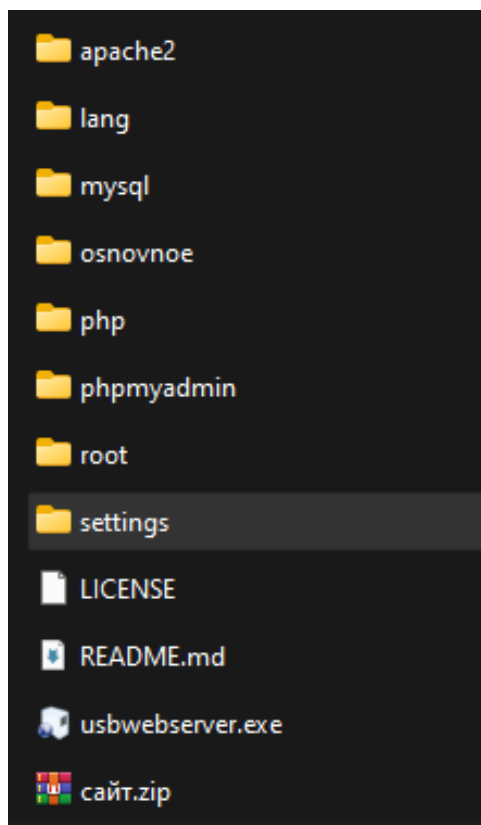 apache2
lang
mysql
osnovnoe
php
phpmyadmin
root
settings
LICENSE
README.md
usbwebserver.exe
сайт.zip